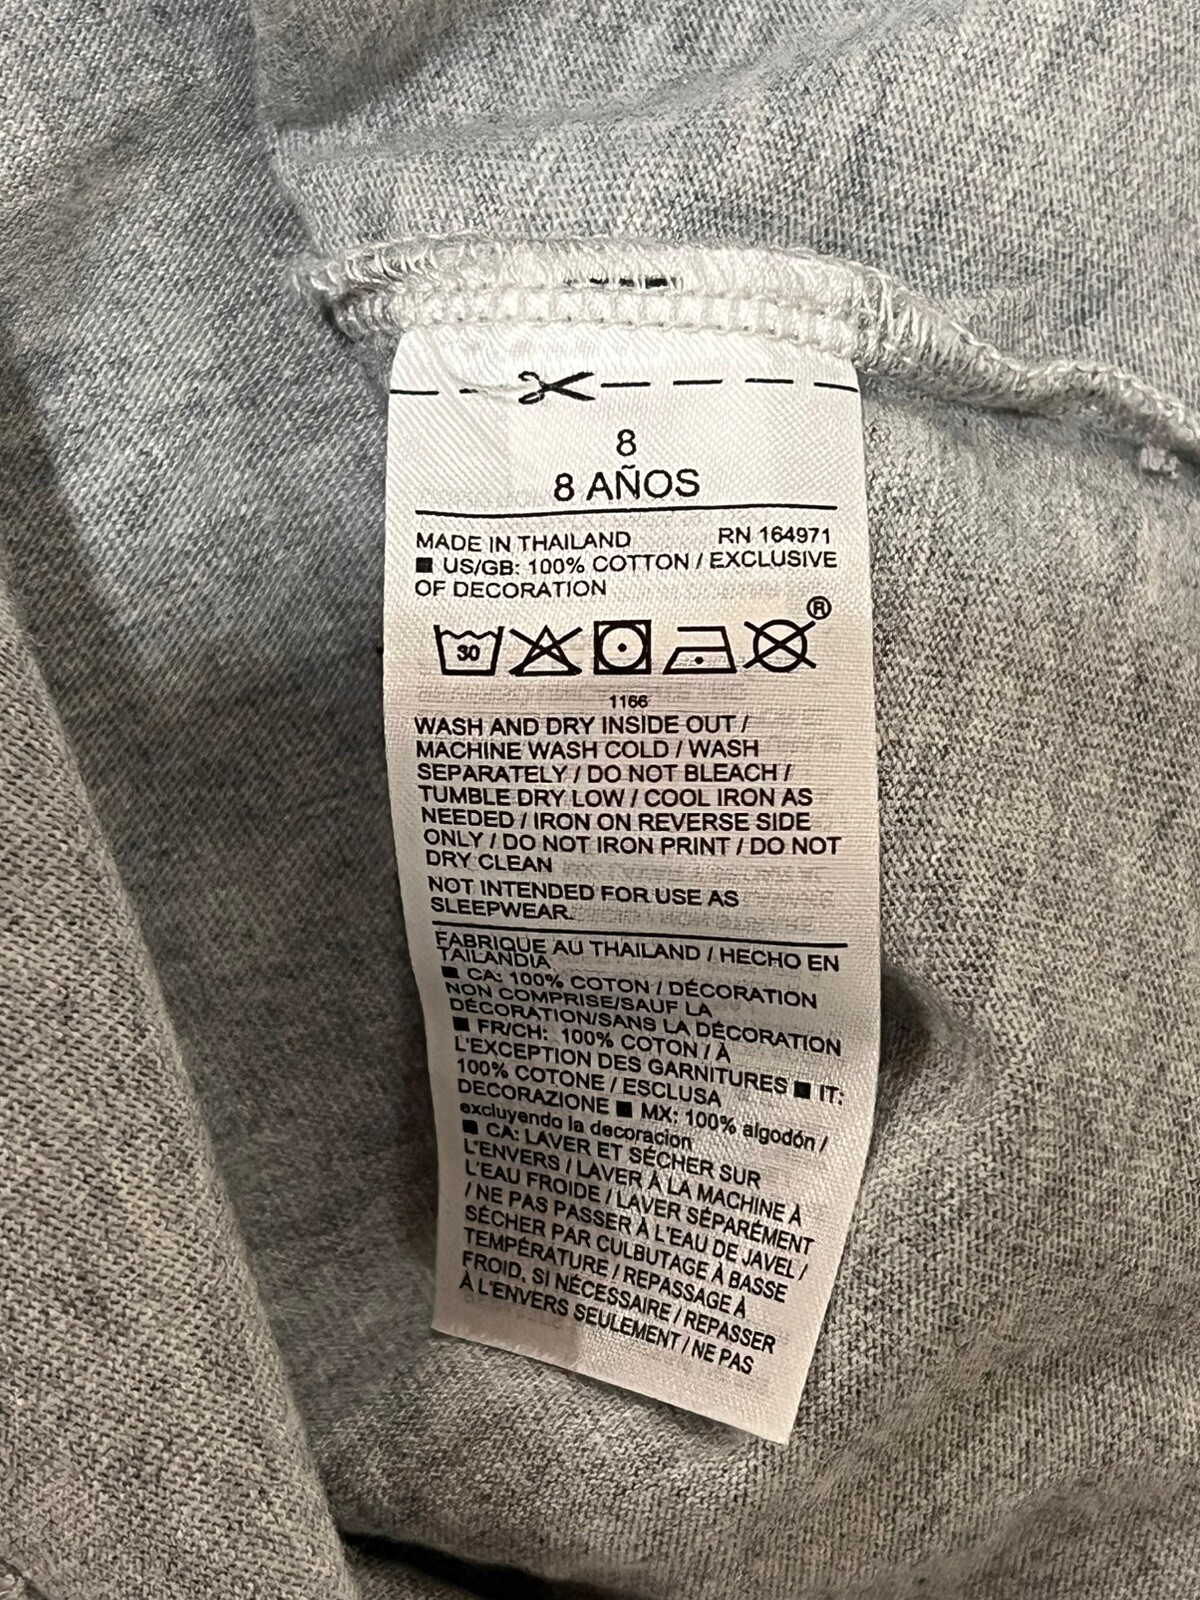 8
8 AÑOS
MADE IN THAILAND RN 164971
■ US/GB: 100% COTTON / EXCLUSIVE
OF DECORATION
®
30
1166
WASH AND DRY INSIDE OUT /
MACHINE WASH COLD / WASH
SEPARATELY / DO NOT BLEACH /
TUMBLE DRY LOW / COOL IRON AS
NEEDED / IRON ON REVERSE SIDE
ONLY / DO NOT IRON PRINT / DO NOT
DRY CLEAN
NOT INTENDED FOR USE AS
SLEEPWEAR.
FABRIQUE AU THAILAND / HECHO EN
TAILANDIA
■ CA: 100% COTON / DÉCORATION
NON COMPRISE/SAUF LA
DÉCORATION/SANS LA DÉCORATION
■ FR/CH: 100% COTON / À
L'EXCEPTION DES GARNITURES ■ IT:
100% COTONE / ESCLUSA
DECORAZIONE ■ MX: 100% algodón /
excluyendo la decoracion
■ CA: LAVER ET SÉCHER SUR
L'ENVERS / LAVER À LA MACHINE À
L'EAU FROIDE / LAVER SÉPARÉMENT
/ NE PAS PASSER À L'EAU DE JAVEL /
SÉCHER PAR CULBUTAGE À BASSE
TEMPÉRATURE / REPASSAGE À
FROID, SI NÉCESSAIRE / REPASSER
À L'ENVERS SEULEMENT / NE PAS